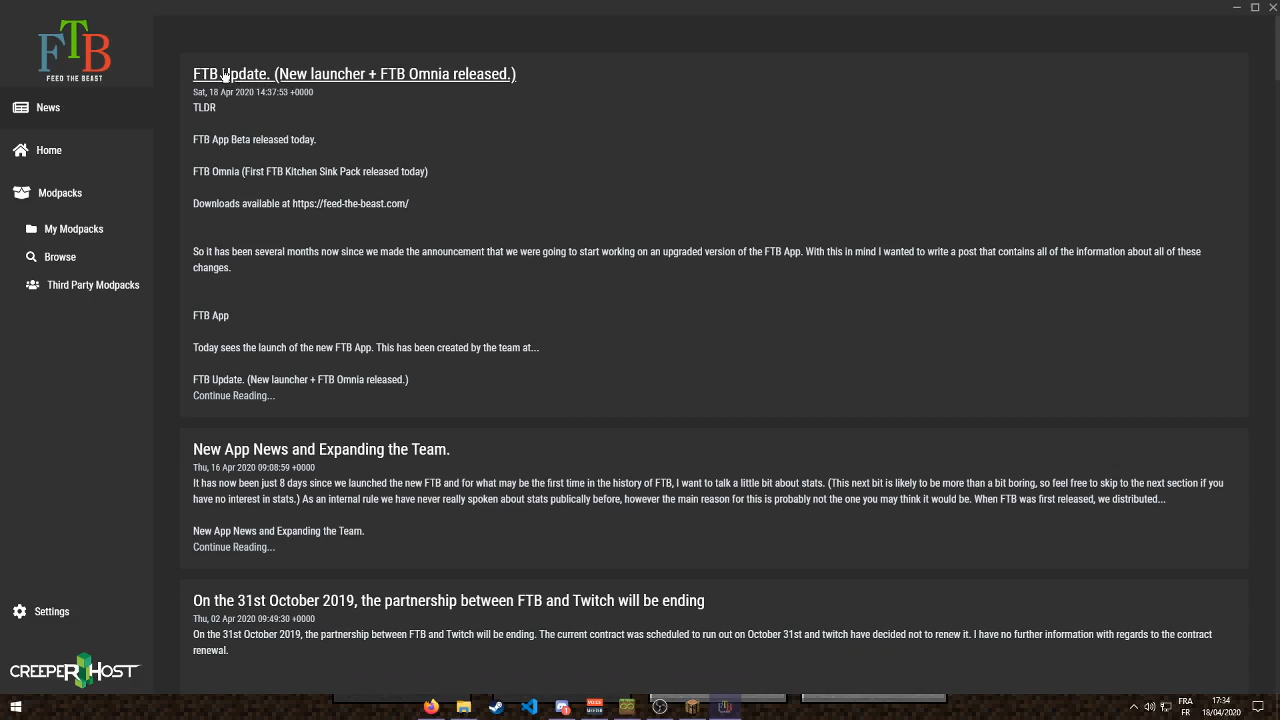 FTB
FEED THE BEAST
News
Home
Modpacks
My Modpacks
Browse
Third Party Modpacks
Settings
CREEPERHOST
FTB Update. (New launcher + FTB Omnia released.)
Sat, 18 Apr 2020 14:37:53 +0000
TLDR
FTB App Beta released today.
FTB Omnia (First FTB Kitchen Sink Pack released today)
Downloads available at https://feed-the-beast.com/
So it has been several months now since we made the announcement that we were going to start working on an upgraded version of the FTB App. With this in mind I wanted to write a post that contains all of the information about all of these
changes.
FTB App
Today sees the launch of the new FTB App. This has been created by the team at...
FTB Update. (New launcher + FTB Omnia released.)
Continue Reading...
New App News and Expanding the Team.
Thu, 16 Apr 2020 09:08:59 +0000
It has now been just 8 days since we launched the new FTB and for what may be the first time in the history of FTB, I want to talk a little bit about stats. (This next bit is likely to be more than a bit boring, so feel free to skip to the next section if you
have no interest in stats.) As an internal rule we have never really spoken about stats publically before, however the main reason for this is probably not the one you may think it would be. When FTB was first released, we distributed...
New App News and Expanding the Team.
Continue Reading...
On the 31st October 2019, the partnership between FTB and Twitch will be ending
Thu, 02 Apr 2020 09:49:30 +0000
On the 31st October 2019, the partnership between FTB and Twitch will be ending. The current contract was scheduled to run out on October 31st and twitch have decided not to renew it. I have no further information with regards to the contract
renewal.
FR
FR
17:34
18/04/2020